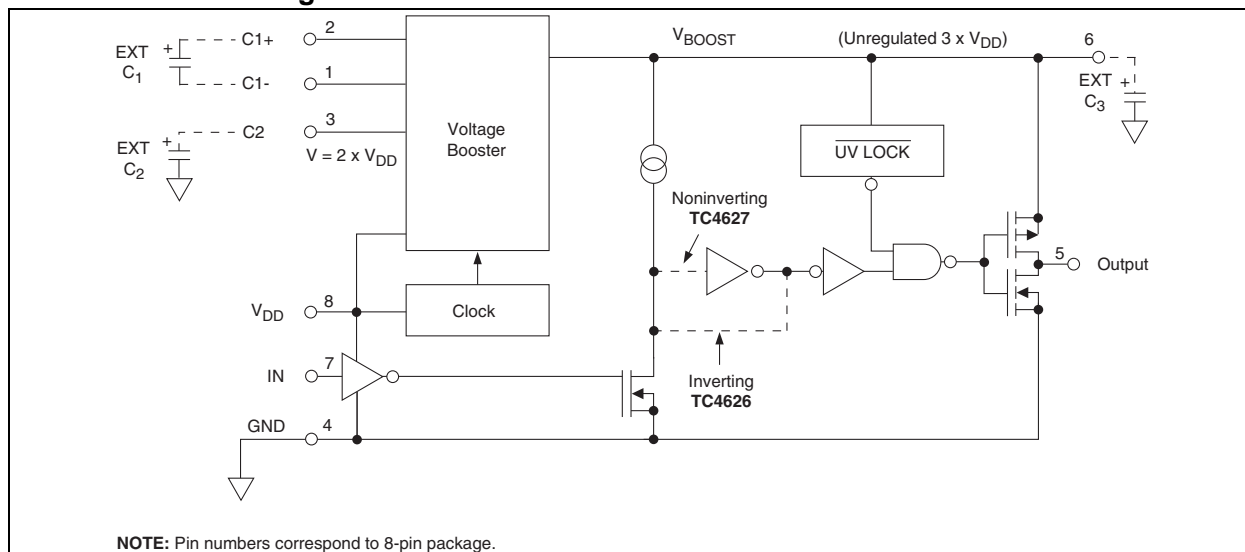 2
C1+
EXT
+
C1
1
C1-
3
C2
EXT
+
C2
V = 2 x VDD
Voltage
Booster
VBOOST
(Unregulated 3 x VDD)
6
EXT
+
C3
UV LOCK
Noninverting
TC4627
5
Output
VDD
8
Clock
IN
7
Inverting
TC4626
GND
4
NOTE: Pin numbers correspond to 8-pin package.